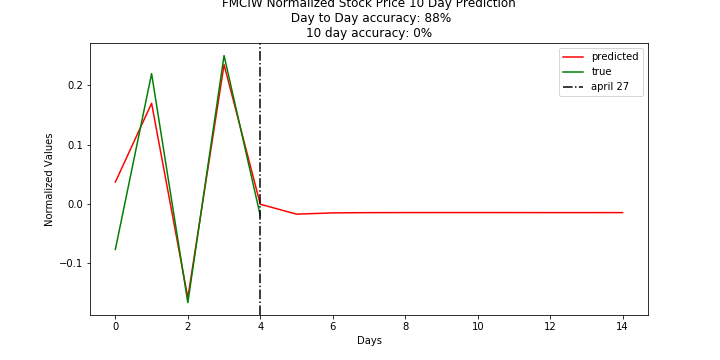 FMCIW Normalized Stock Price 10 Day Prediction
Day to Day accuracy: 88%
10 day accuracy: 0%
predicted
true
april 27
Normalized Values
0.2
0.1
0.0
−0.1
0
2
4
6
8
10
12
14
Days